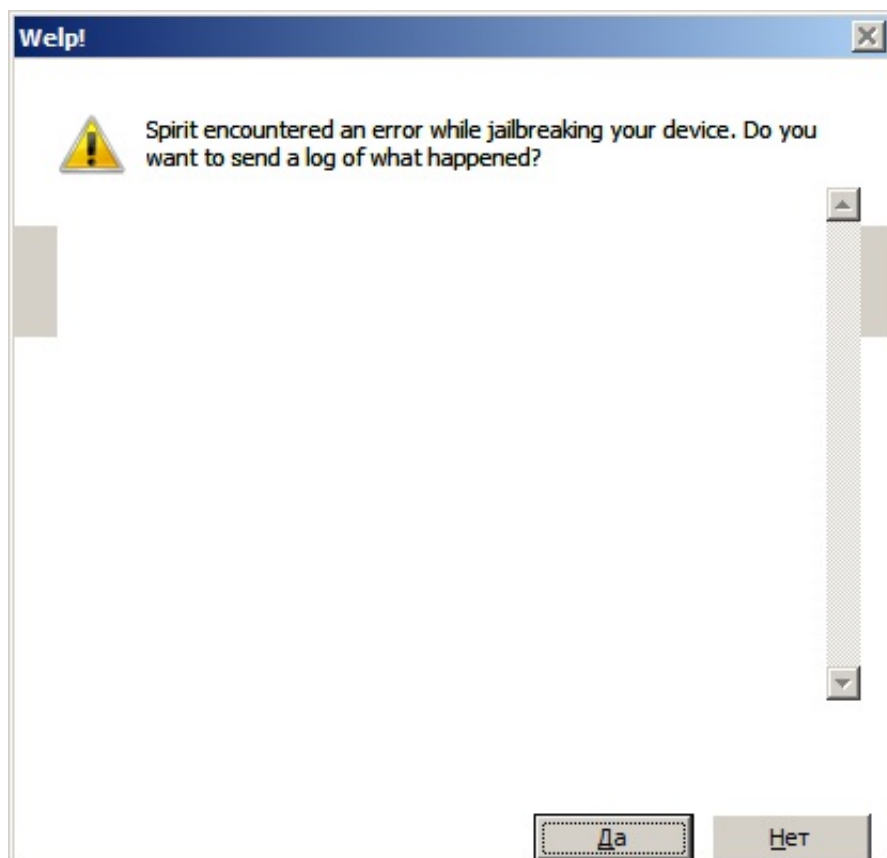 Welp!
Spirit encountered an error while jailbreaking your device. Do you
want to send a log of what happened?
Да
Нет